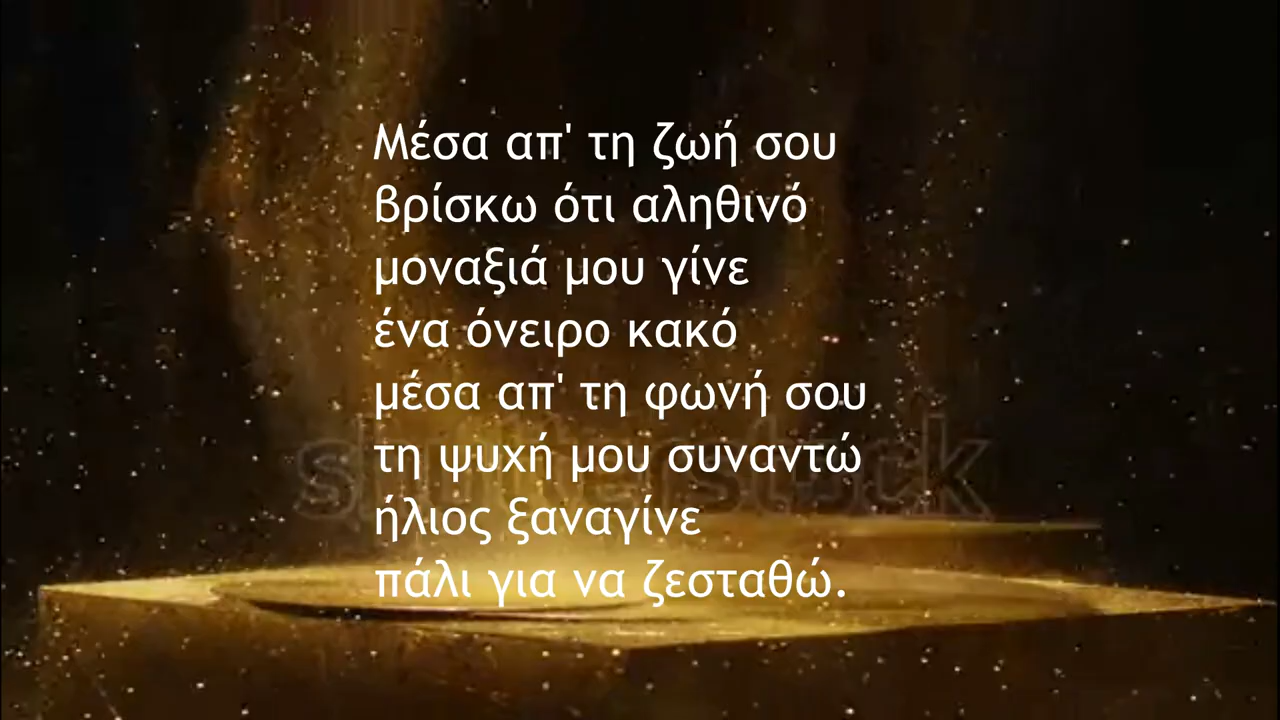 Μέσα απ' τη ζωή σου
βρίσκω ότι αληθινό
μοναξιά μου γίνε
ένα όνειρο κακό
μέσα απ' τη φωνή σου
τη ψυχή μου συναντώ
ήλιος ξαναγίνε
πάλι για να ζεσταθώ.
shutterstock